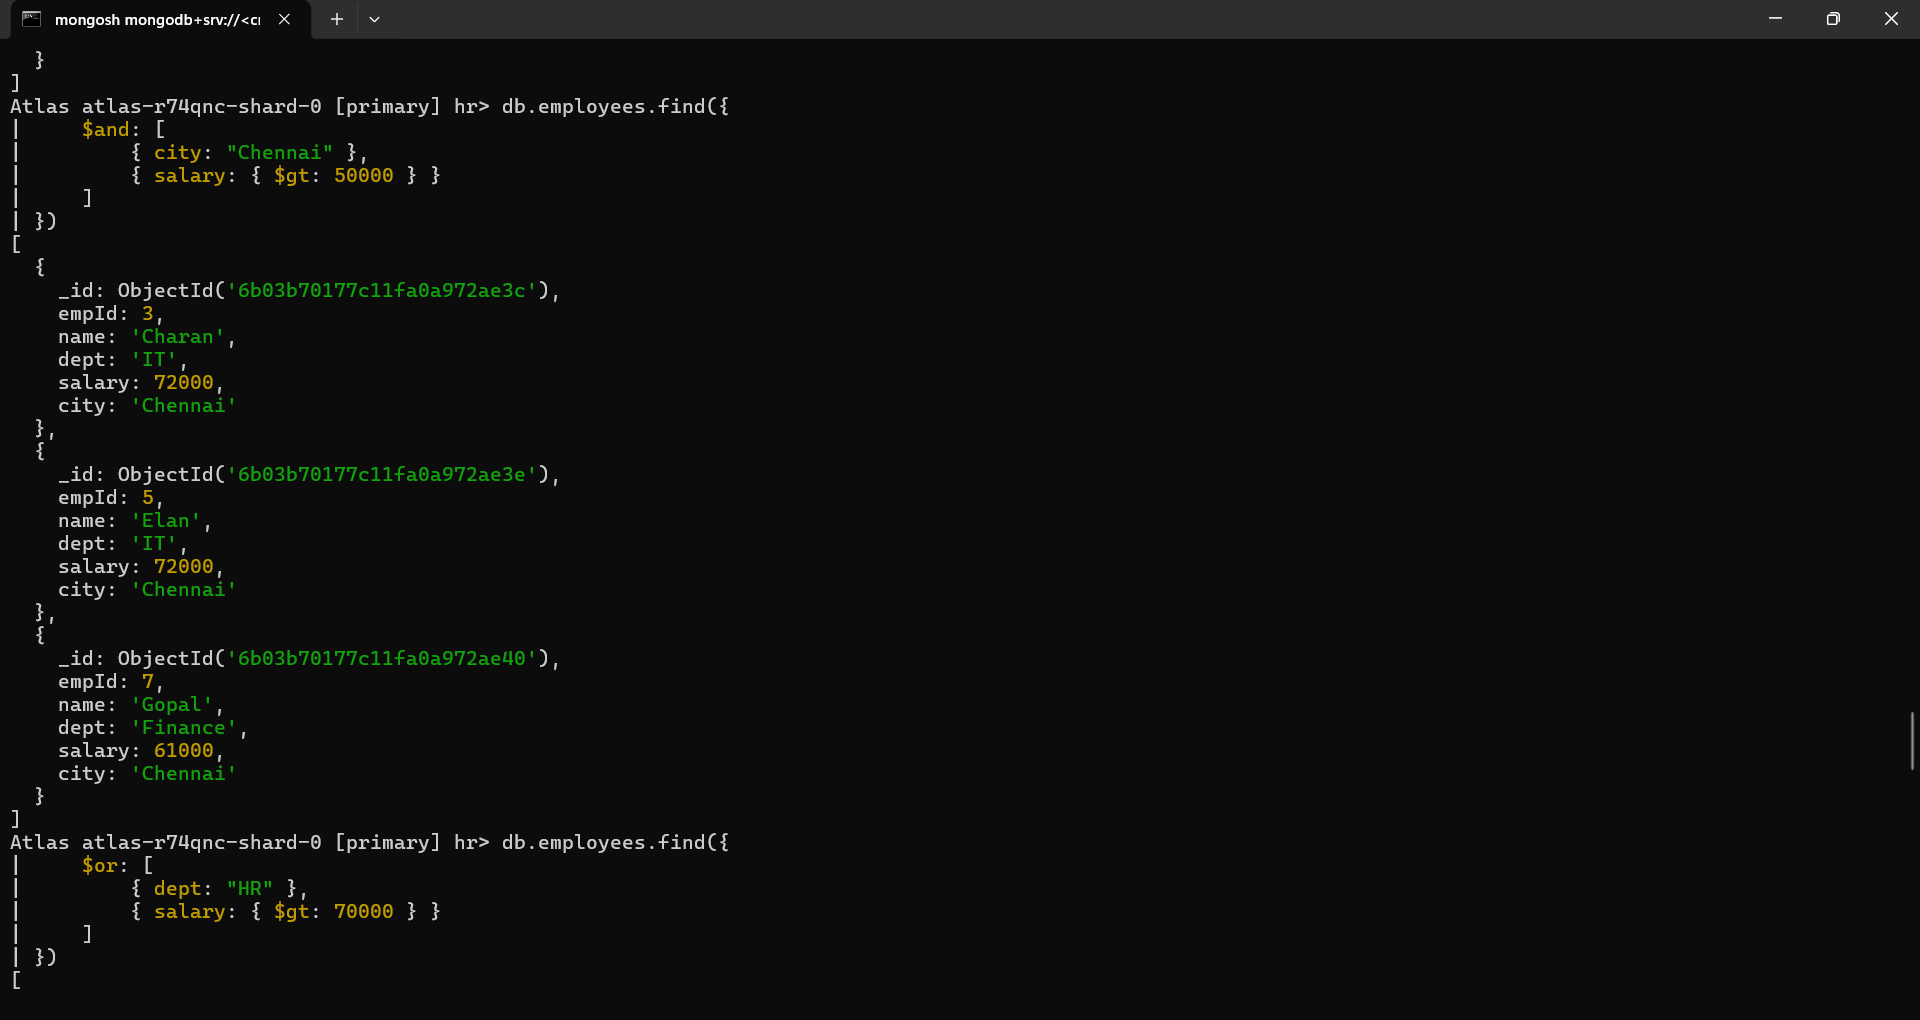 mongosh mongodb+srv://<cr
  }
]
Atlas atlas-r74qnc-shard-0 [primary] hr> db.employees.find({
|     $and: [
|         { city: "Chennai" },
|         { salary: { $gt: 50000 } }
|     ]
| })
[
  {
    _id: ObjectId('6b03b70177c11fa0a972ae3c'),
    empId: 3,
    name: 'Charan',
    dept: 'IT',
    salary: 72000,
    city: 'Chennai'
  },
  {
    _id: ObjectId('6b03b70177c11fa0a972ae3e'),
    empId: 5,
    name: 'Elan',
    dept: 'IT',
    salary: 72000,
    city: 'Chennai'
  },
  {
    _id: ObjectId('6b03b70177c11fa0a972ae40'),
    empId: 7,
    name: 'Gopal',
    dept: 'Finance',
    salary: 61000,
    city: 'Chennai'
  }
]
Atlas atlas-r74qnc-shard-0 [primary] hr> db.employees.find({
|     $or: [
|         { dept: "HR" },
|         { salary: { $gt: 70000 } }
|     ]
| })
[